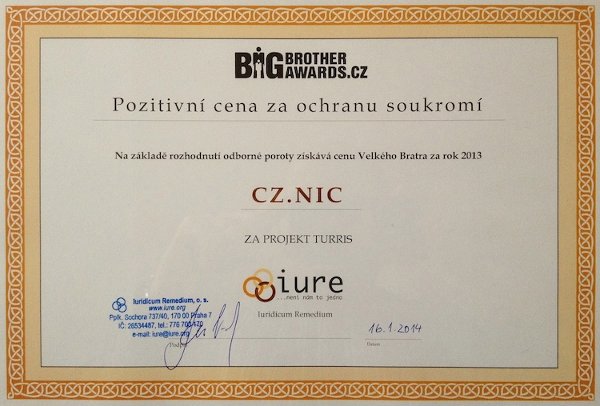 BIG BROTHER AWARDS.CZ
Pozitivní cena za ochranu soukromí
Na základě rozhodnutí odborné poroty získává cenu Velkého Bratra za rok 2013
CZ.NIC
ZA PROJEKT TURRIS
iure
...není nám to jedno
Iuridicum Remedium
Iuridicum Remedium, o. s.
www.iure.org
Pplk. Sochora 737/40, 170 00 Praha 7
IČ: 26534487, tel.: 776 703 170
e-mail: iure@iure.org
16.1.2014
Datum